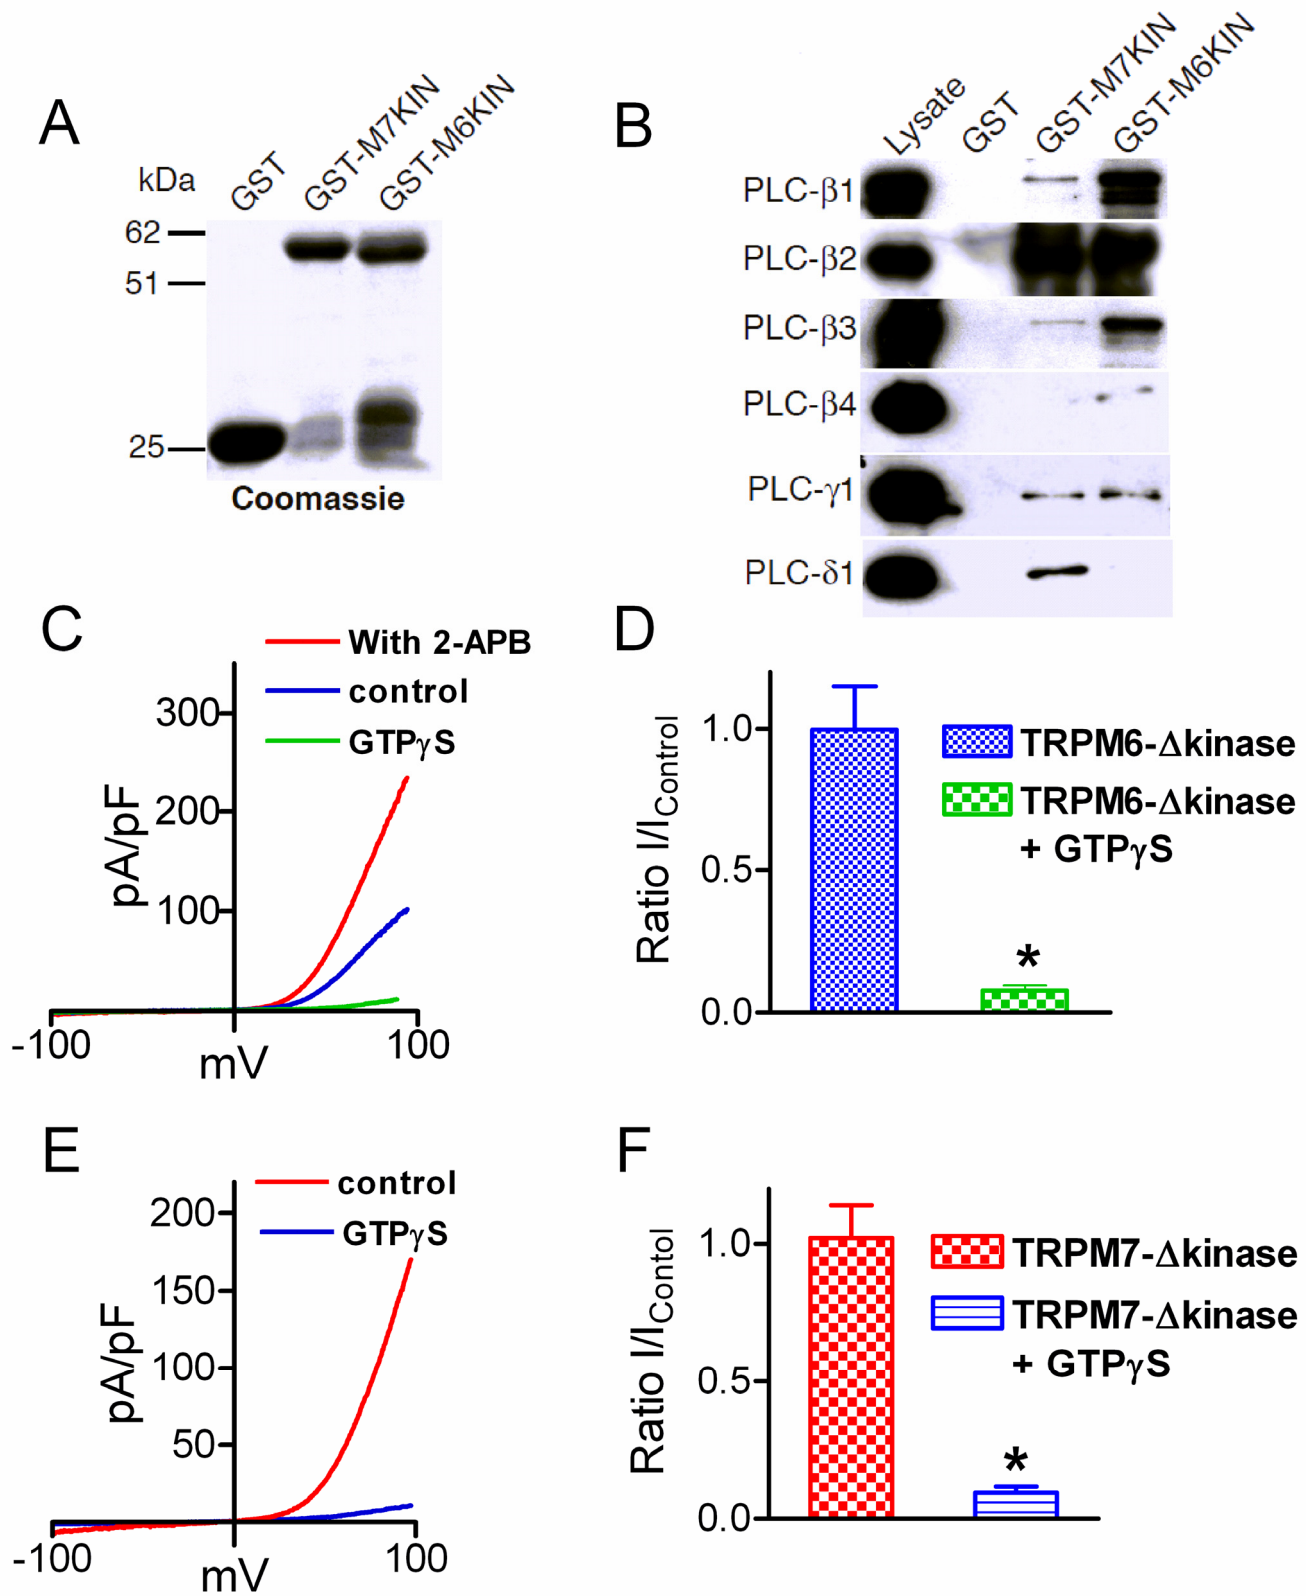 A
kDa
GST
GST-M7KIN
GST-M6KIN
62
51
25
Coomassie
B
Lysate
GST
GST-M7KIN
GST-M6KIN
PLC-β1
PLC-β2
PLC-β3
PLC-β4
PLC-γ1
PLC-δ1
C
With 2-APB
control
GTPγS
300
200
100
pA/pF
-100
100
mV
D
1.0
0.5
0.0
Ratio I/IControl
TRPM6-Δkinase
TRPM6-Δkinase
+ GTPγS
*
E
control
GTPγS
200
150
100
50
pA/pF
-100
100
mV
F
1.0
0.5
0.0
Ratio I/IContol
TRPM7-Δkinase
TRPM7-Δkinase
+ GTPγS
*